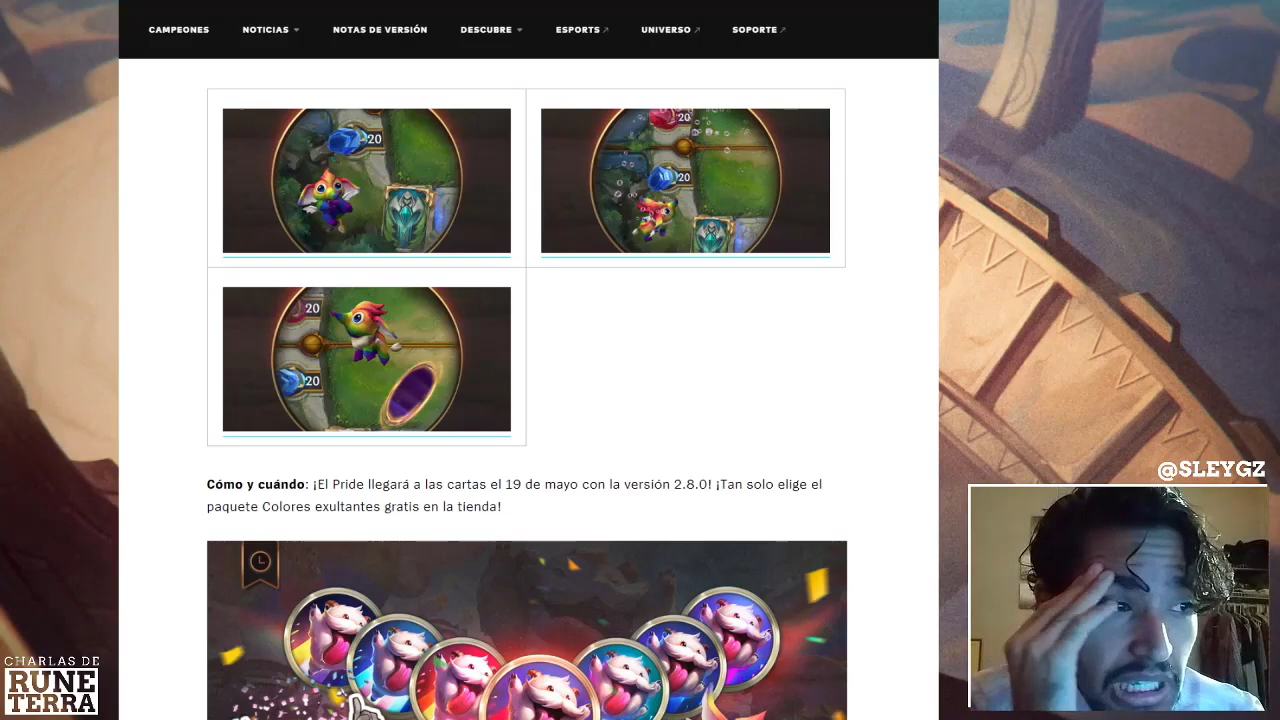 CAMPEONES NOTICIAS NOTAS DE VERSIÓN DESCUBRE ESPORTS UNIVERSO SOPORTE
20
20
20
20
20
Cómo y cuándo: ¡El Pride llegará a las cartas el 19 de mayo con la versión 2.8.0! ¡Tan solo elige el
paquete Colores exultantes gratis en la tienda!
@SLEYGZ
CHARLAS DE
RUNE
TERRA